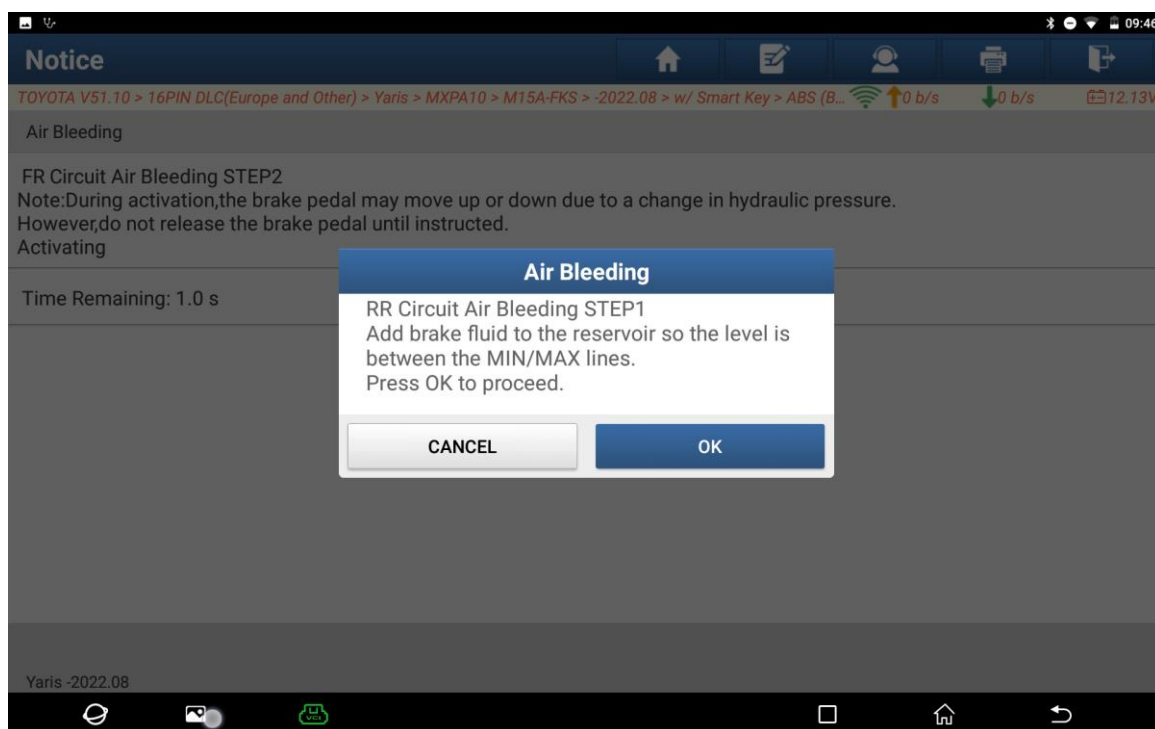 09:46
Notice
TOYOTA V51.10 > 16PIN DLC(Europe and Other) > Yaris > MXPA10 > M15A-FKS > -2022.08 > w/ Smart Key > ABS (B... 0 b/s 0 b/s 12.13V
Air Bleeding
FR Circuit Air Bleeding STEP2
Note:During activation,the brake pedal may move up or down due to a change in hydraulic pressure.
However,do not release the brake pedal until instructed.
Activating
Time Remaining: 1.0 s
Air Bleeding
RR Circuit Air Bleeding STEP1
Add brake fluid to the reservoir so the level is
between the MIN/MAX lines.
Press OK to proceed.
CANCEL OK
Yaris -2022.08
VCI